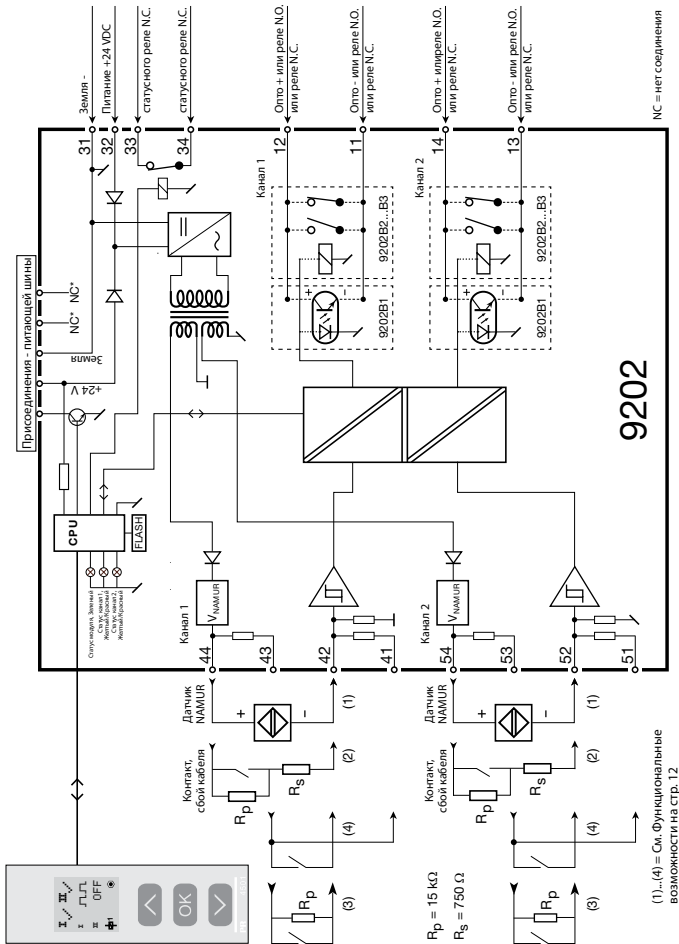 Присоединения - питающей шины
NC*
NC*
Земля
+24 V
Земля -
Питание +24 VDC
статусного реле N.C.
статусного реле N.C.
Опто + или реле N.O.
или реле N.C.
Опто - или реле N.O.
или реле N.C.
Опто + илиреле N.O.
или реле N.C.
Опто - или реле N.O.
или реле N.C.
31
32
33
34
12
11
14
13
NC = нет соединения
Канал 1
9202B2...B3
9202B1
+
−
Канал 2
9202B2...B3
9202B1
+
−
9202
CPU
FLASH
Статус модуля, Зеленый
Статус канал 1,
Желтый/Красный
Статус канал 2,
Желтый/Красный
Канал 1
VNAMUR
44
43
42
41
Канал 2
VNAMUR
54
53
52
51
Датчик
NAMUR
+
−
(1)
Контакт,
сбой кабеля
Rp
Rs
(2)
(4)
Rp
(3)
Датчик
NAMUR
+
−
(1)
Контакт,
сбой кабеля
Rp
Rs
(2)
(4)
Rp
(3)
Rp = 15 kΩ
Rs = 750 Ω
(1)...(4) = См. Функциональные
возможности на стр. 12
OFF
OK